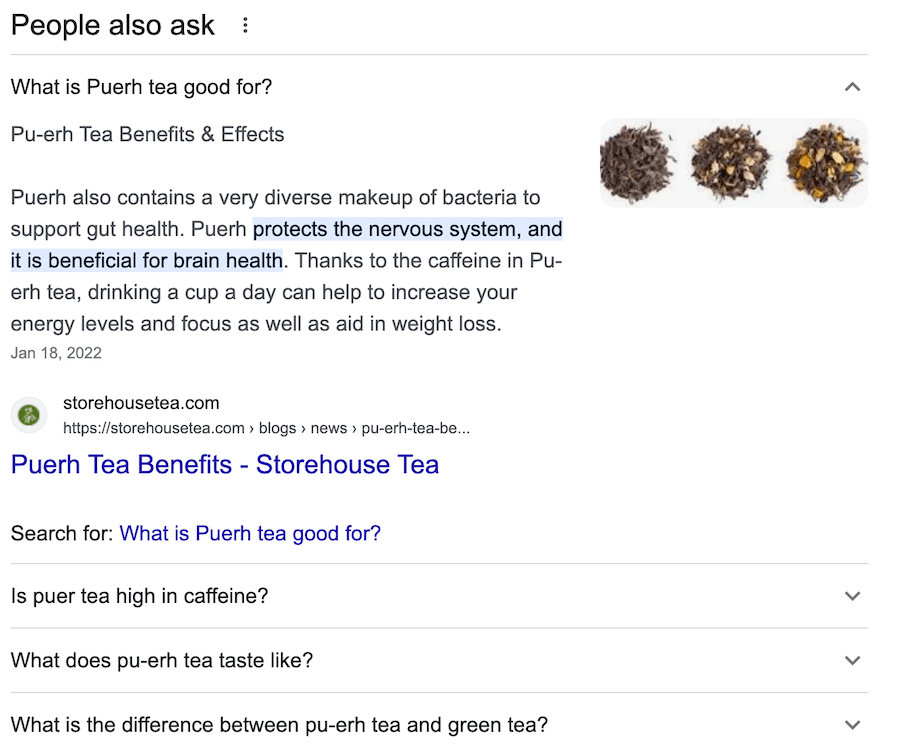 People also ask
What is Puerh tea good for?
Pu-erh Tea Benefits & Effects
Puerh also contains a very diverse makeup of bacteria to
support gut health. Puerh protects the nervous system, and
it is beneficial for brain health. Thanks to the caffeine in Pu-
erh tea, drinking a cup a day can help to increase your
energy levels and focus as well as aid in weight loss.
Jan 18, 2022
storehousetea.com
https://storehousetea.com › blogs › news › pu-erh-tea-be...
Puerh Tea Benefits - Storehouse Tea
Search for: What is Puerh tea good for?
Is puer tea high in caffeine?
What does pu-erh tea taste like?
What is the difference between pu-erh tea and green tea?